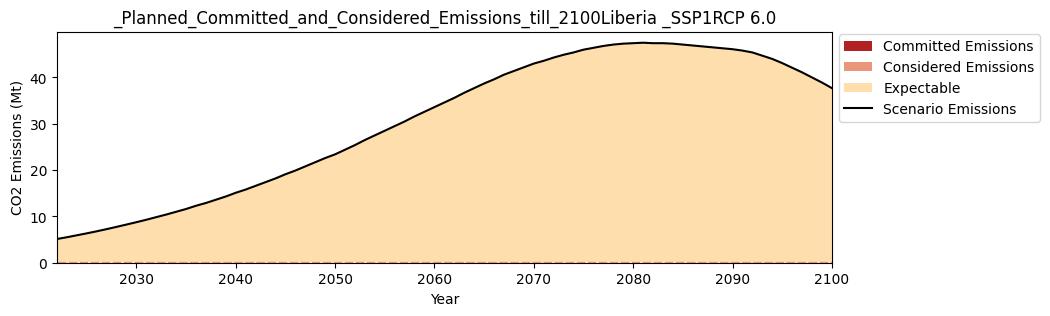 _Planned_Committed_and_Considered_Emissions_till_2100Liberia _SSP1RCP 6.0
Committed Emissions
Considered Emissions
Expectable
Scenario Emissions
CO2 Emissions (Mt)
40
30
20
10
0
2030 2040 2050 2060 2070 2080 2090 2100
Year